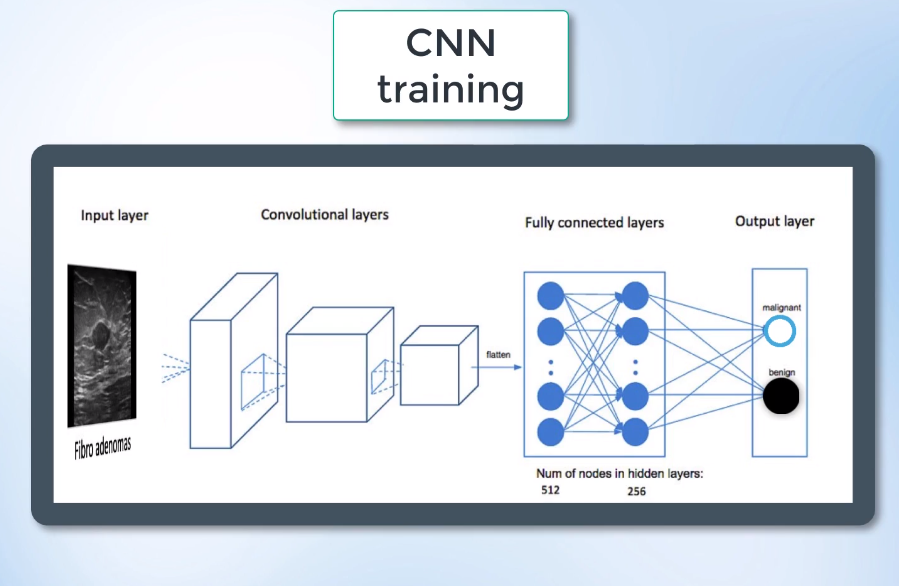 CNN
training
Input layer
Convolutional layers
Fully connected layers
Output layer
malignant
flatten
benign
Fibro adenomas
Num of nodes in hidden layers:
512 256